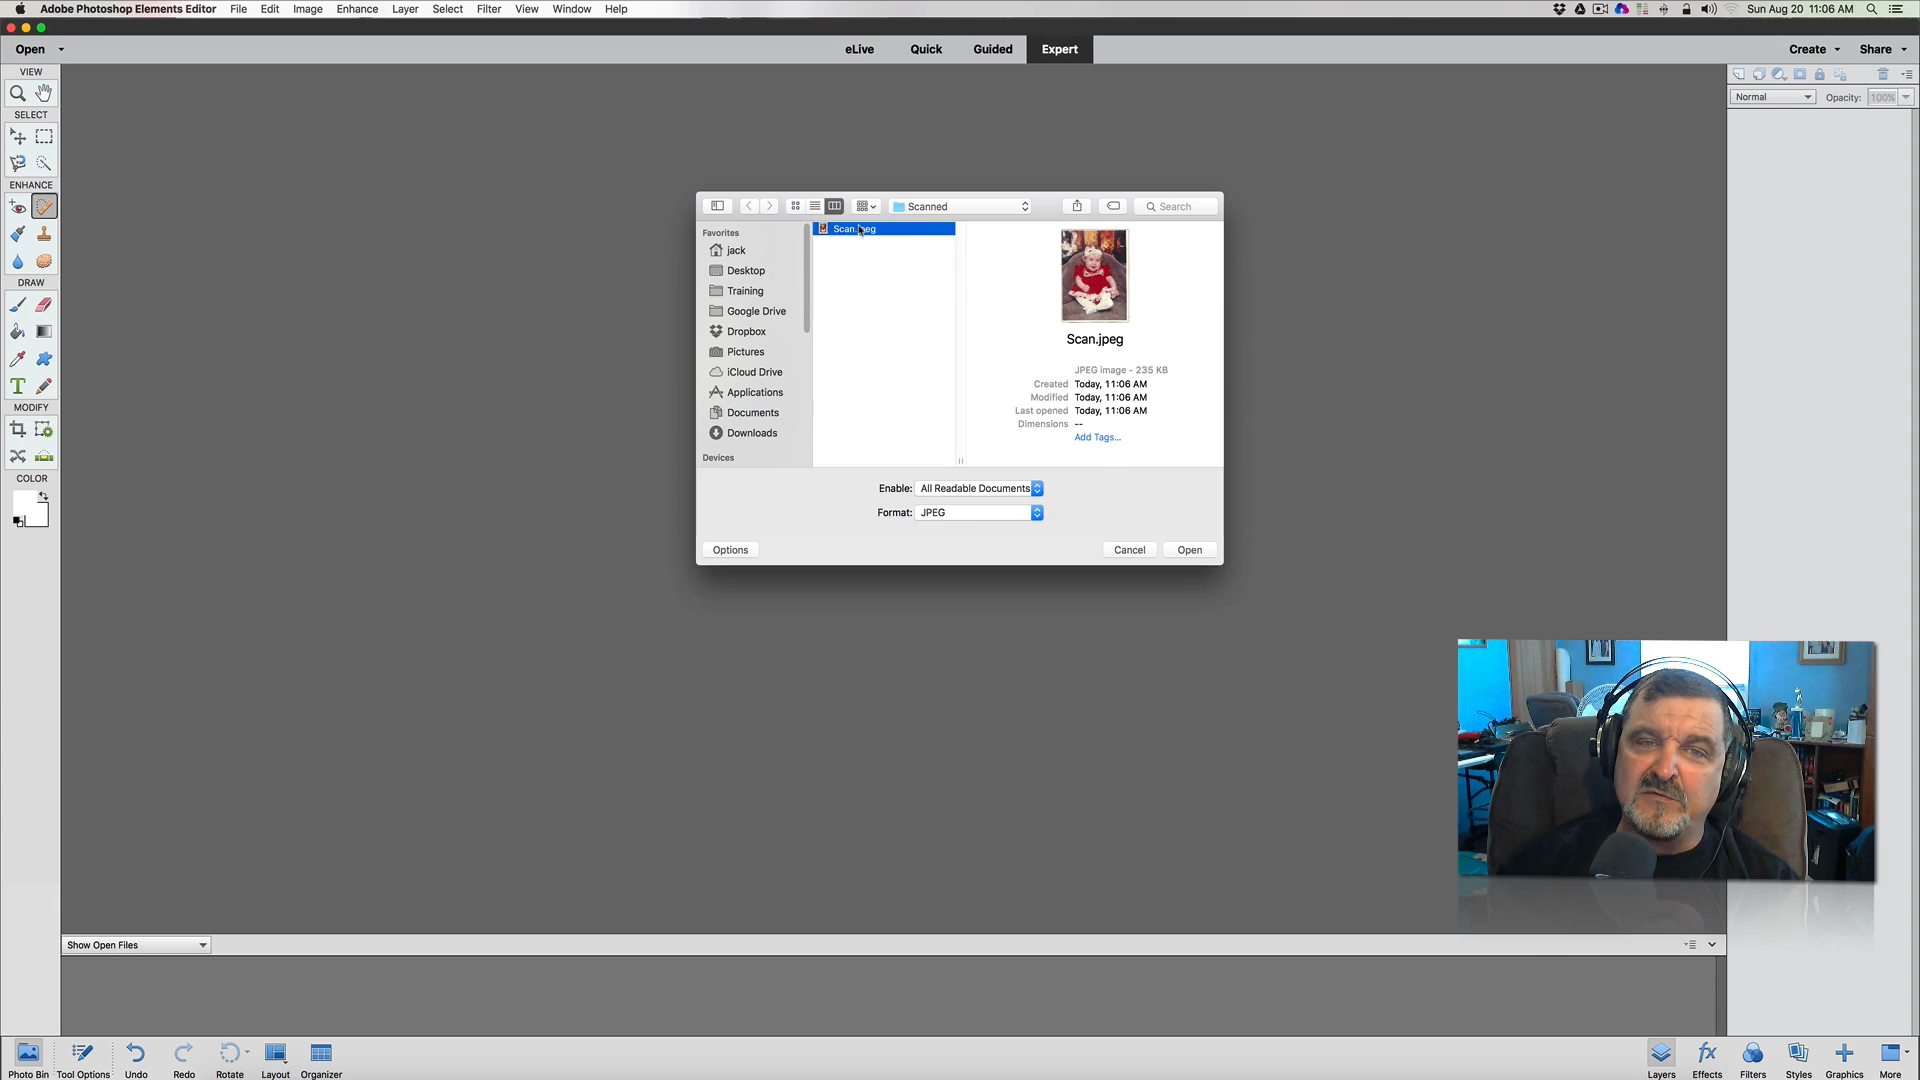 Adobe Photoshop Elements Editor File Edit Image Enhance Layer Select Filter View Window Help Sun Aug 20 11:06 AM
Open eLive Quick Guided Expert Create Share
VIEW
SELECT
ENHANCE
DRAW
MODIFY
COLOR
Normal Opacity: 100%
Scanned Search
Favorites
jack
Desktop
Training
Google Drive
Dropbox
Pictures
iCloud Drive
Applications
Documents
Downloads
Devices
Scan.jpeg
Scan.jpeg
JPEG image - 235 KB
Created Today, 11:06 AM
Modified Today, 11:06 AM
Last opened Today, 11:06 AM
Dimensions --
Add Tags...
Enable: All Readable Documents
Format: JPEG
Options Cancel Open
Show Open Files
Photo Bin Tool Options Undo Redo Rotate Layout Organizer Layers Effects Filters Styles Graphics More